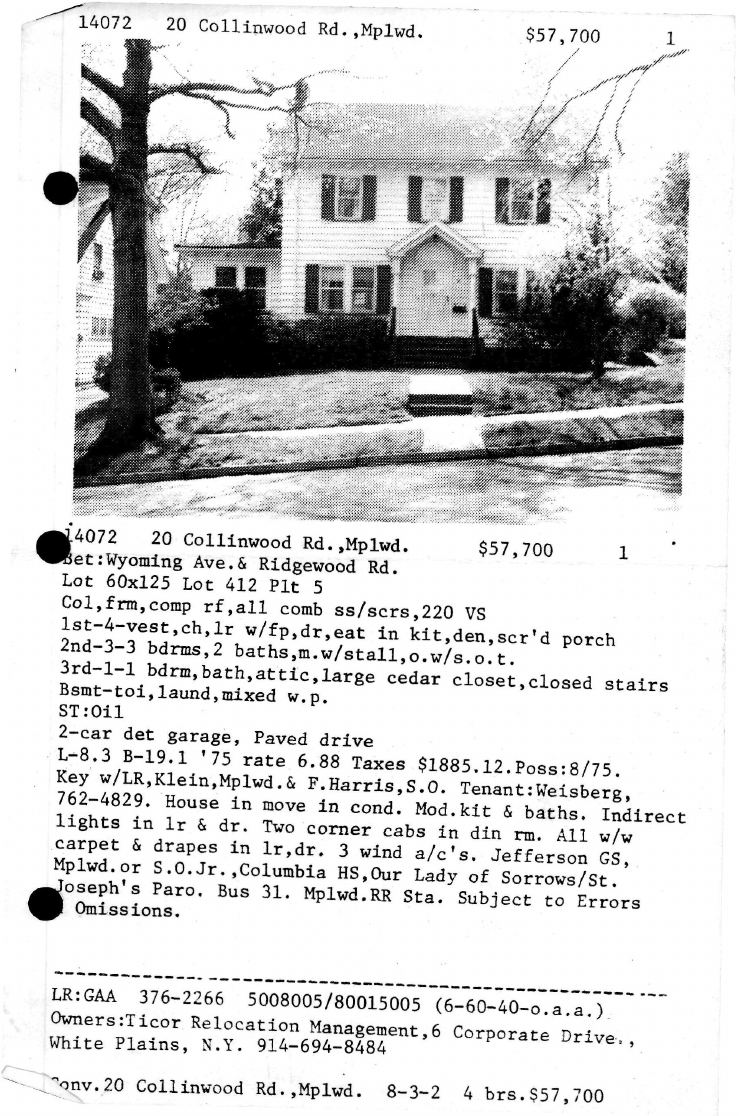 14072 20 Collinwood Rd.,Mplwd. $57,700 1
14072 20 Collinwood Rd.,Mplwd. $57,700 1
Bet:Wyoming Ave.& Ridgewood Rd.
Lot 60x125 Lot 412 Plt 5
Col,frm,comp rf,all comb ss/scrs,220 VS
1st-4-vest,ch,lr w/fp,dr,eat in kit,den,scr'd porch
2nd-3-3 bdrms,2 baths,m.w/stall,o.w/s.o.t.
3rd-1-1 bdrm,bath,attic,large cedar closet,closed stairs
Bsmt-toi,laund,mixed w.p.
ST:Oil
2-car det garage, Paved drive
L-8.3 B-19.1 '75 rate 6.88 Taxes $1885.12.Poss:8/75.
Key w/LR,Klein,Mplwd.& F.Harris,S.O. Tenant:Weisberg,
762-4829. House in move in cond. Mod.kit & baths. Indirect
lights in lr & dr. Two corner cabs in din rm. All w/w
carpet & drapes in lr,dr. 3 wind a/c's. Jefferson GS,
Mplwd.or S.O.Jr.,Columbia HS,Our Lady of Sorrows/St.
Joseph's Paro. Bus 31. Mplwd.RR Sta. Subject to Errors
Omissions.
LR:GAA 376-2266 5008005/80015005 (6-60-40-o.a.a.)
Owners:Ticor Relocation Management,6 Corporate Drive.,
White Plains, N.Y. 914-694-8484
Conv.20 Collinwood Rd.,Mplwd. 8-3-2 4 brs.$57,700